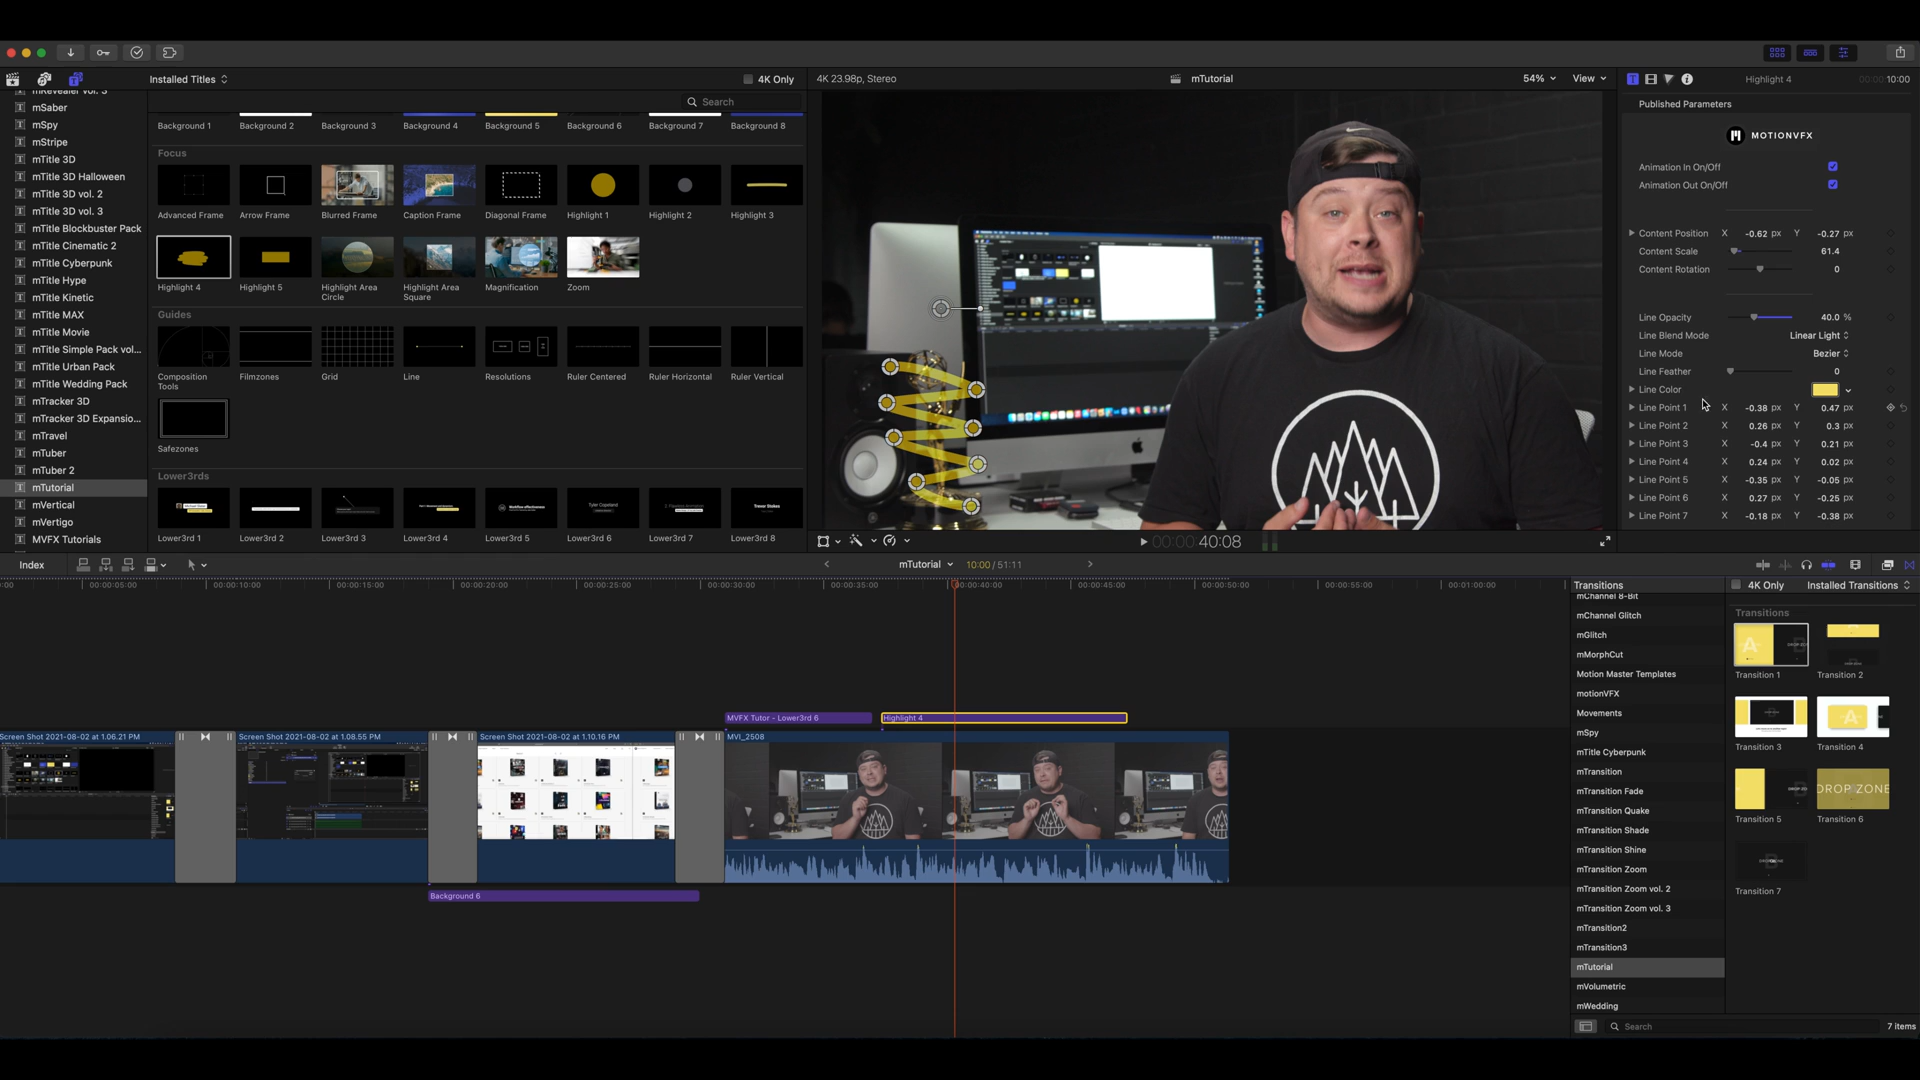 Installed Titles
4K Only
4K 23.98p, Stereo
mTutorial
54%
View
Highlight 4
10:00
mRevealer vol. 3
mSaber
mSpy
mStripe
mTitle 3D
mTitle 3D Halloween
mTitle 3D vol. 2
mTitle 3D vol. 3
mTitle Blockbuster Pack
mTitle Cinematic 2
mTitle Cyberpunk
mTitle Hype
mTitle Kinetic
mTitle MAX
mTitle Movie
mTitle Simple Pack vol...
mTitle Urban Pack
mTitle Wedding Pack
mTracker 3D
mTracker 3D Expansio...
mTravel
mTuber
mTuber 2
mTutorial
mVertical
mVertigo
MVFX Tutorials
Search
Background 1
Background 2
Background 3
Background 4
Background 5
Background 6
Background 7
Background 8
Focus
Advanced Frame
Arrow Frame
Blurred Frame
Caption Frame
Diagonal Frame
Highlight 1
Highlight 2
Highlight 3
Highlight 4
Highlight 5
Highlight Area
Circle
Highlight Area
Square
Magnification
Zoom
Guides
Composition
Tools
Filmzones
Grid
Line
Resolutions
Ruler Centered
Ruler Horizontal
Ruler Vertical
Safezones
Lower3rds
Tyler Copeland
Trevor Stokes
Lower3rd 1
Lower3rd 2
Lower3rd 3
Lower3rd 4
Lower3rd 5
Lower3rd 6
Lower3rd 7
Lower3rd 8
00:00:40:08
Published Parameters
MOTIONVFX
Animation In On/Off
Animation Out On/Off
Content Position X -0.62 px Y -0.27 px
Content Scale 61.4
Content Rotation 0
Line Opacity 40.0 %
Line Blend Mode Linear Light
Line Mode Bezier
Line Feather 0
Line Color
Line Point 1 X -0.38 px Y 0.47 px
Line Point 2 X 0.26 px Y 0.3 px
Line Point 3 X -0.4 px Y 0.21 px
Line Point 4 X 0.24 px Y 0.02 px
Line Point 5 X -0.35 px Y -0.05 px
Line Point 6 X 0.27 px Y -0.25 px
Line Point 7 X -0.18 px Y -0.38 px
Index
mTutorial
10:00 / 51:11
00:00:05:00
00:00:10:00
00:00:15:00
00:00:20:00
00:00:25:00
00:00:30:00
00:00:35:00
00:00:40:00
00:00:45:00
00:00:50:00
00:00:55:00
00:01:00:00
MVFX Tutor - Lower3rd 6
Highlight 4
Screen Shot 2021-08-02 at 1.06.21 PM
Screen Shot 2021-08-02 at 1.08.55 PM
Screen Shot 2021-08-02 at 1.10.16 PM
MVI_2508
Background 6
Transitions
4K Only
Installed Transitions
mChannel 8-Bit
mChannel Glitch
mGlitch
mMorphCut
Motion Master Templates
motionVFX
Movements
mSpy
mTitle Cyberpunk
mTransition
mTransition Fade
mTransition Quake
mTransition Shade
mTransition Shine
mTransition Zoom
mTransition Zoom vol. 2
mTransition Zoom vol. 3
mTransition2
mTransition3
mTutorial
mVolumetric
mWedding
Transitions
A
Transition 1
Transition 2
Transition 3
A
Transition 4
Transition 5
DROP ZONE
Transition 6
Transition 7
Search
7 items